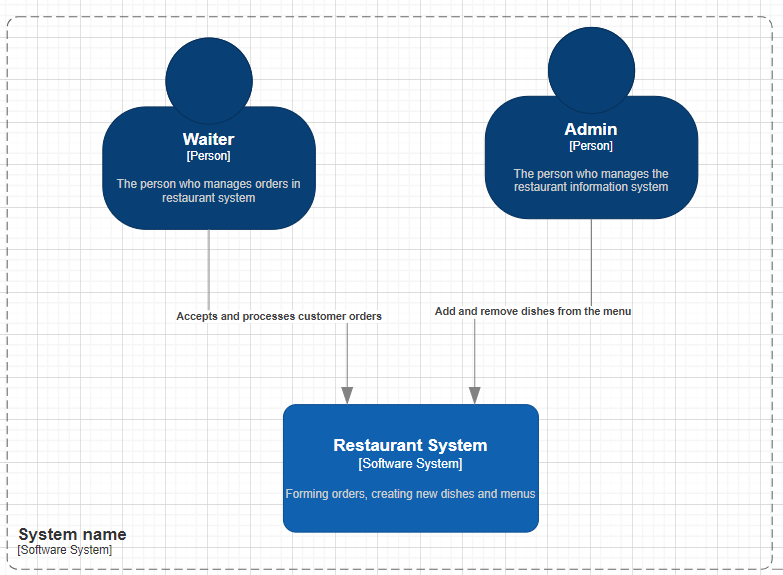 Waiter
[Person]
The person who manages orders in
restaurant system
Admin
[Person]
The person who manages the
restaurant information system
Accepts and processes customer orders
Add and remove dishes from the menu
Restaurant System
[Software System]
Forming orders, creating new dishes and menus
System name
[Software System]